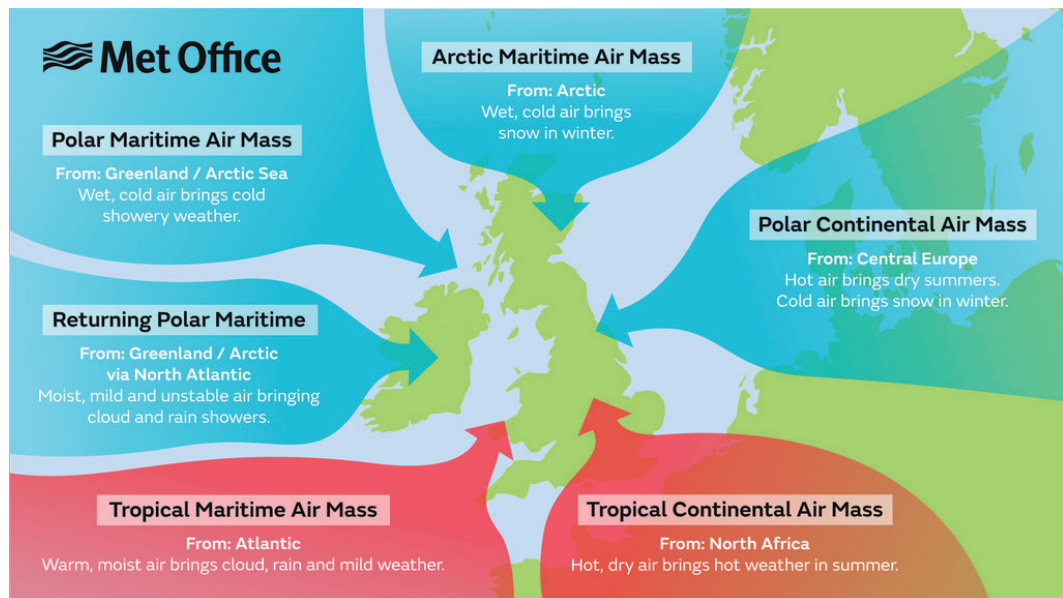 Met Office
Arctic Maritime Air Mass
From: Arctic
Wet, cold air brings
snow in winter.
Polar Maritime Air Mass
From: Greenland / Arctic Sea
Wet, cold air brings cold
showery weather.
Polar Continental Air Mass
From: Central Europe
Hot air brings dry summers.
Cold air brings snow in winter.
Returning Polar Maritime
From: Greenland / Arctic
via North Atlantic
Moist, mild and unstable air bringing
cloud and rain showers.
Tropical Maritime Air Mass
From: Atlantic
Warm, moist air brings cloud, rain and mild weather.
Tropical Continental Air Mass
From: North Africa
Hot, dry air brings hot weather in summer.